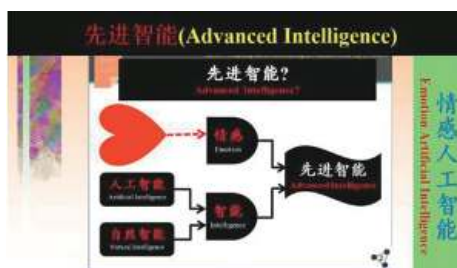 先进智能(Advanced Intelligence)
先进智能?
Advanced Intelligence?
情感
Emotion
人工智能
Artificial Intelligence
智能
Intelligence
自然智能
先进智能
Advanced Intelligence
情感人工智能
Emotion Artificial Intelligence